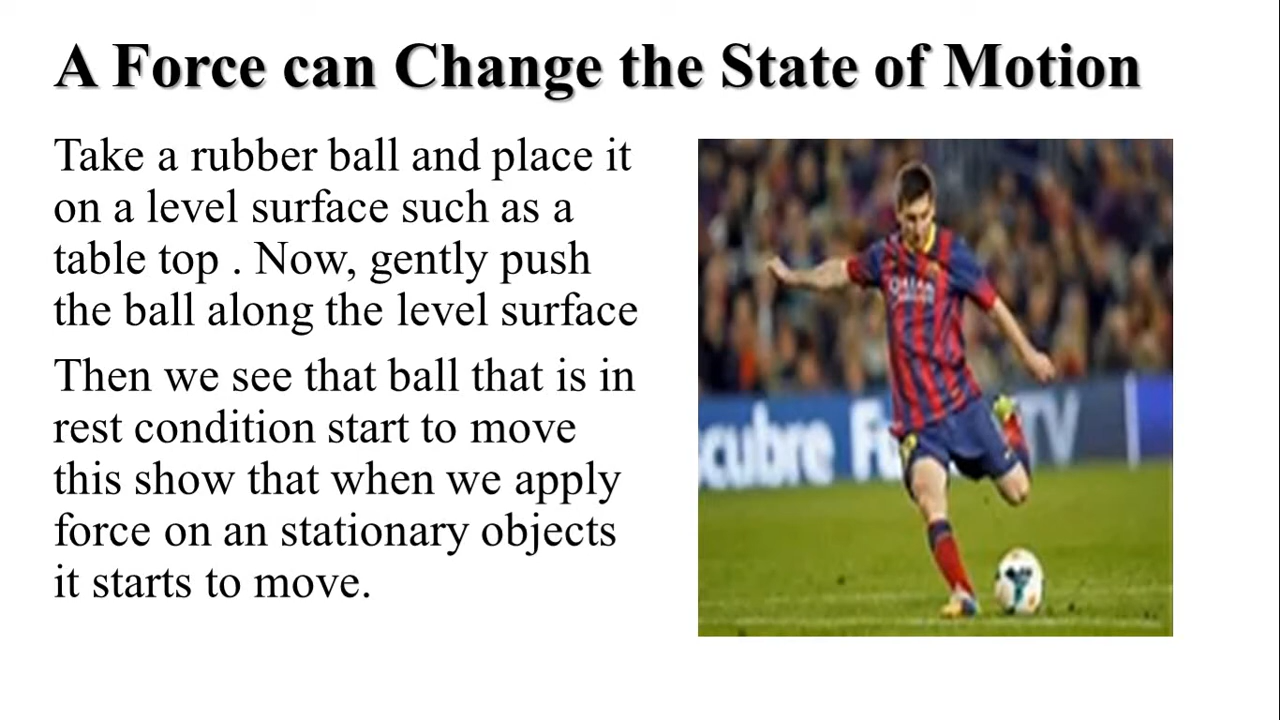 A Force can Change the State of Motion
Take a rubber ball and place it
on a level surface such as a
table top . Now, gently push
the ball along the level surface
Then we see that ball that is in
rest condition start to move
this show that when we apply
force on an stationary objects
it starts to move.
TV